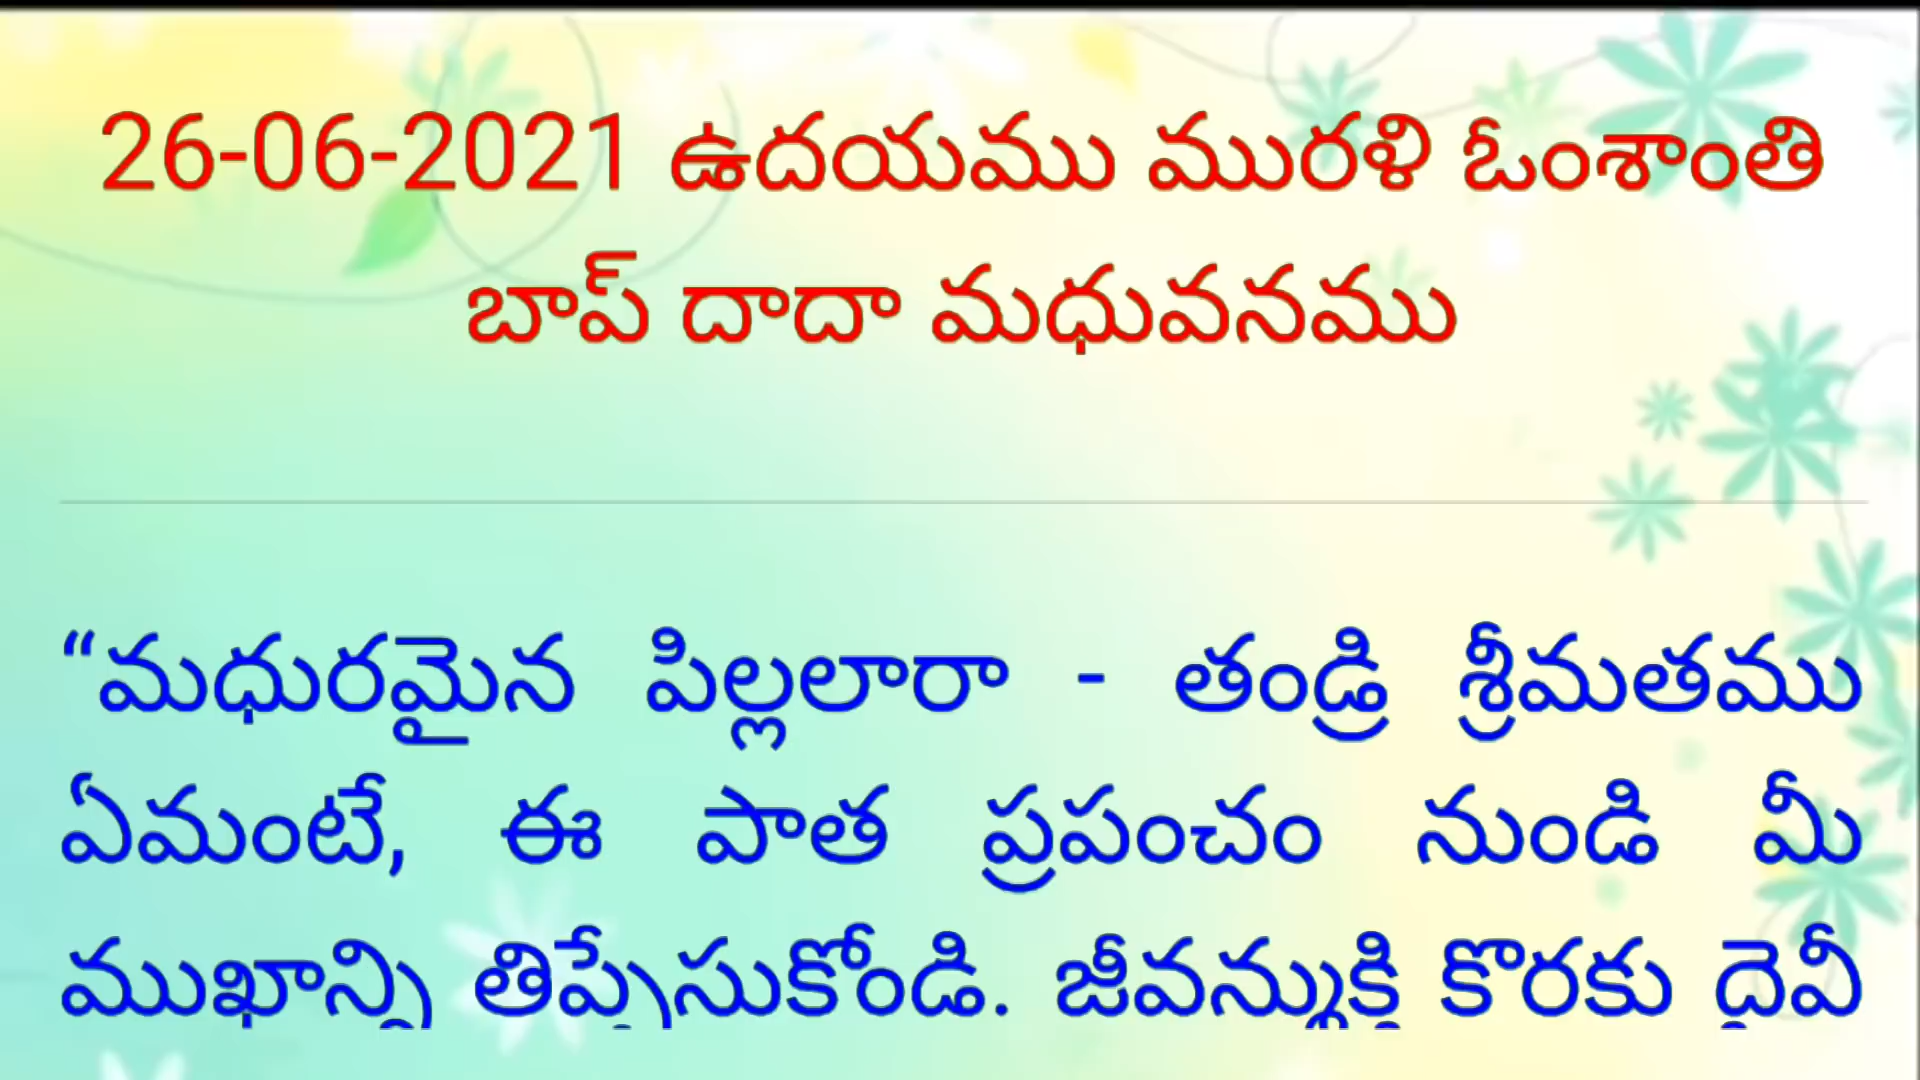 26-06-2021 ఉదయము మురళి ఓంశాంతి
బాప్ దాదా మధువనము
“మధురమైన పిల్లలారా - తండ్రి శ్రీమతము
ఏమంటే, ఈ పాత ప్రపంచం నుండి మీ
ముఖాన్ని తిప్పేసుకోండి. జీవన్ముక్తి కొరకు దైవీ